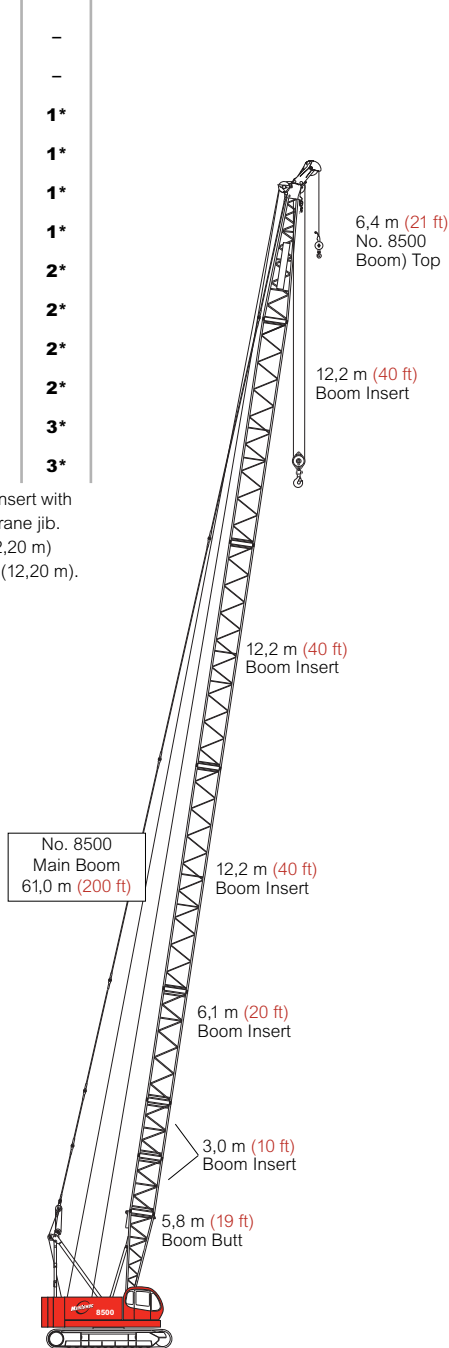 –
–
1*
1*
1*
1*
2*
2*
2*
2*
3*
3*
nsert with
rane jib.
2,20 m)
(12,20 m).
6,4 m (21 ft)
No. 8500
Boom) Top
12,2 m (40 ft)
Boom Insert
12,2 m (40 ft)
Boom Insert
No. 8500
Main Boom
61,0 m (200 ft)
12,2 m (40 ft)
Boom Insert
6,1 m (20 ft)
Boom Insert
3,0 m (10 ft)
Boom Insert
5,8 m (19 ft)
Boom Butt
8500